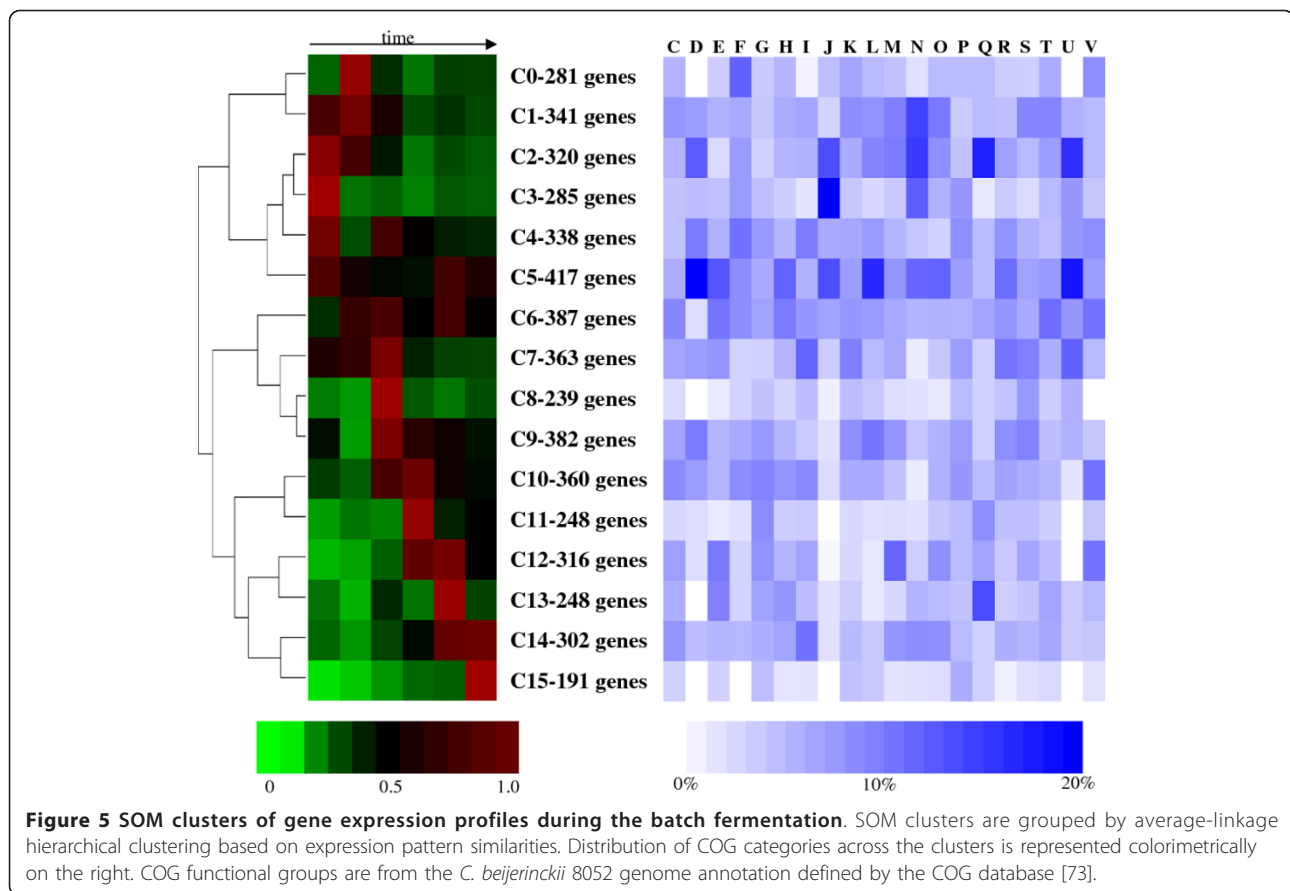 time
C D E F G H I J K L M N O P Q R S T U V
C0-281 genes
C1-341 genes
C2-320 genes
C3-285 genes
C4-338 genes
C5-417 genes
C6-387 genes
C7-363 genes
C8-239 genes
C9-382 genes
C10-360 genes
C11-248 genes
C12-316 genes
C13-248 genes
C14-302 genes
C15-191 genes
0 0.5 1.0
0% 10% 20%
Figure 5 SOM clusters of gene expression profiles during the batch fermentation. SOM clusters are grouped by average-linkage
hierarchical clustering based on expression pattern similarities. Distribution of COG categories across the clusters is represented colorimetrically
on the right. COG functional groups are from the C. beijerinckii 8052 genome annotation defined by the COG database [73].